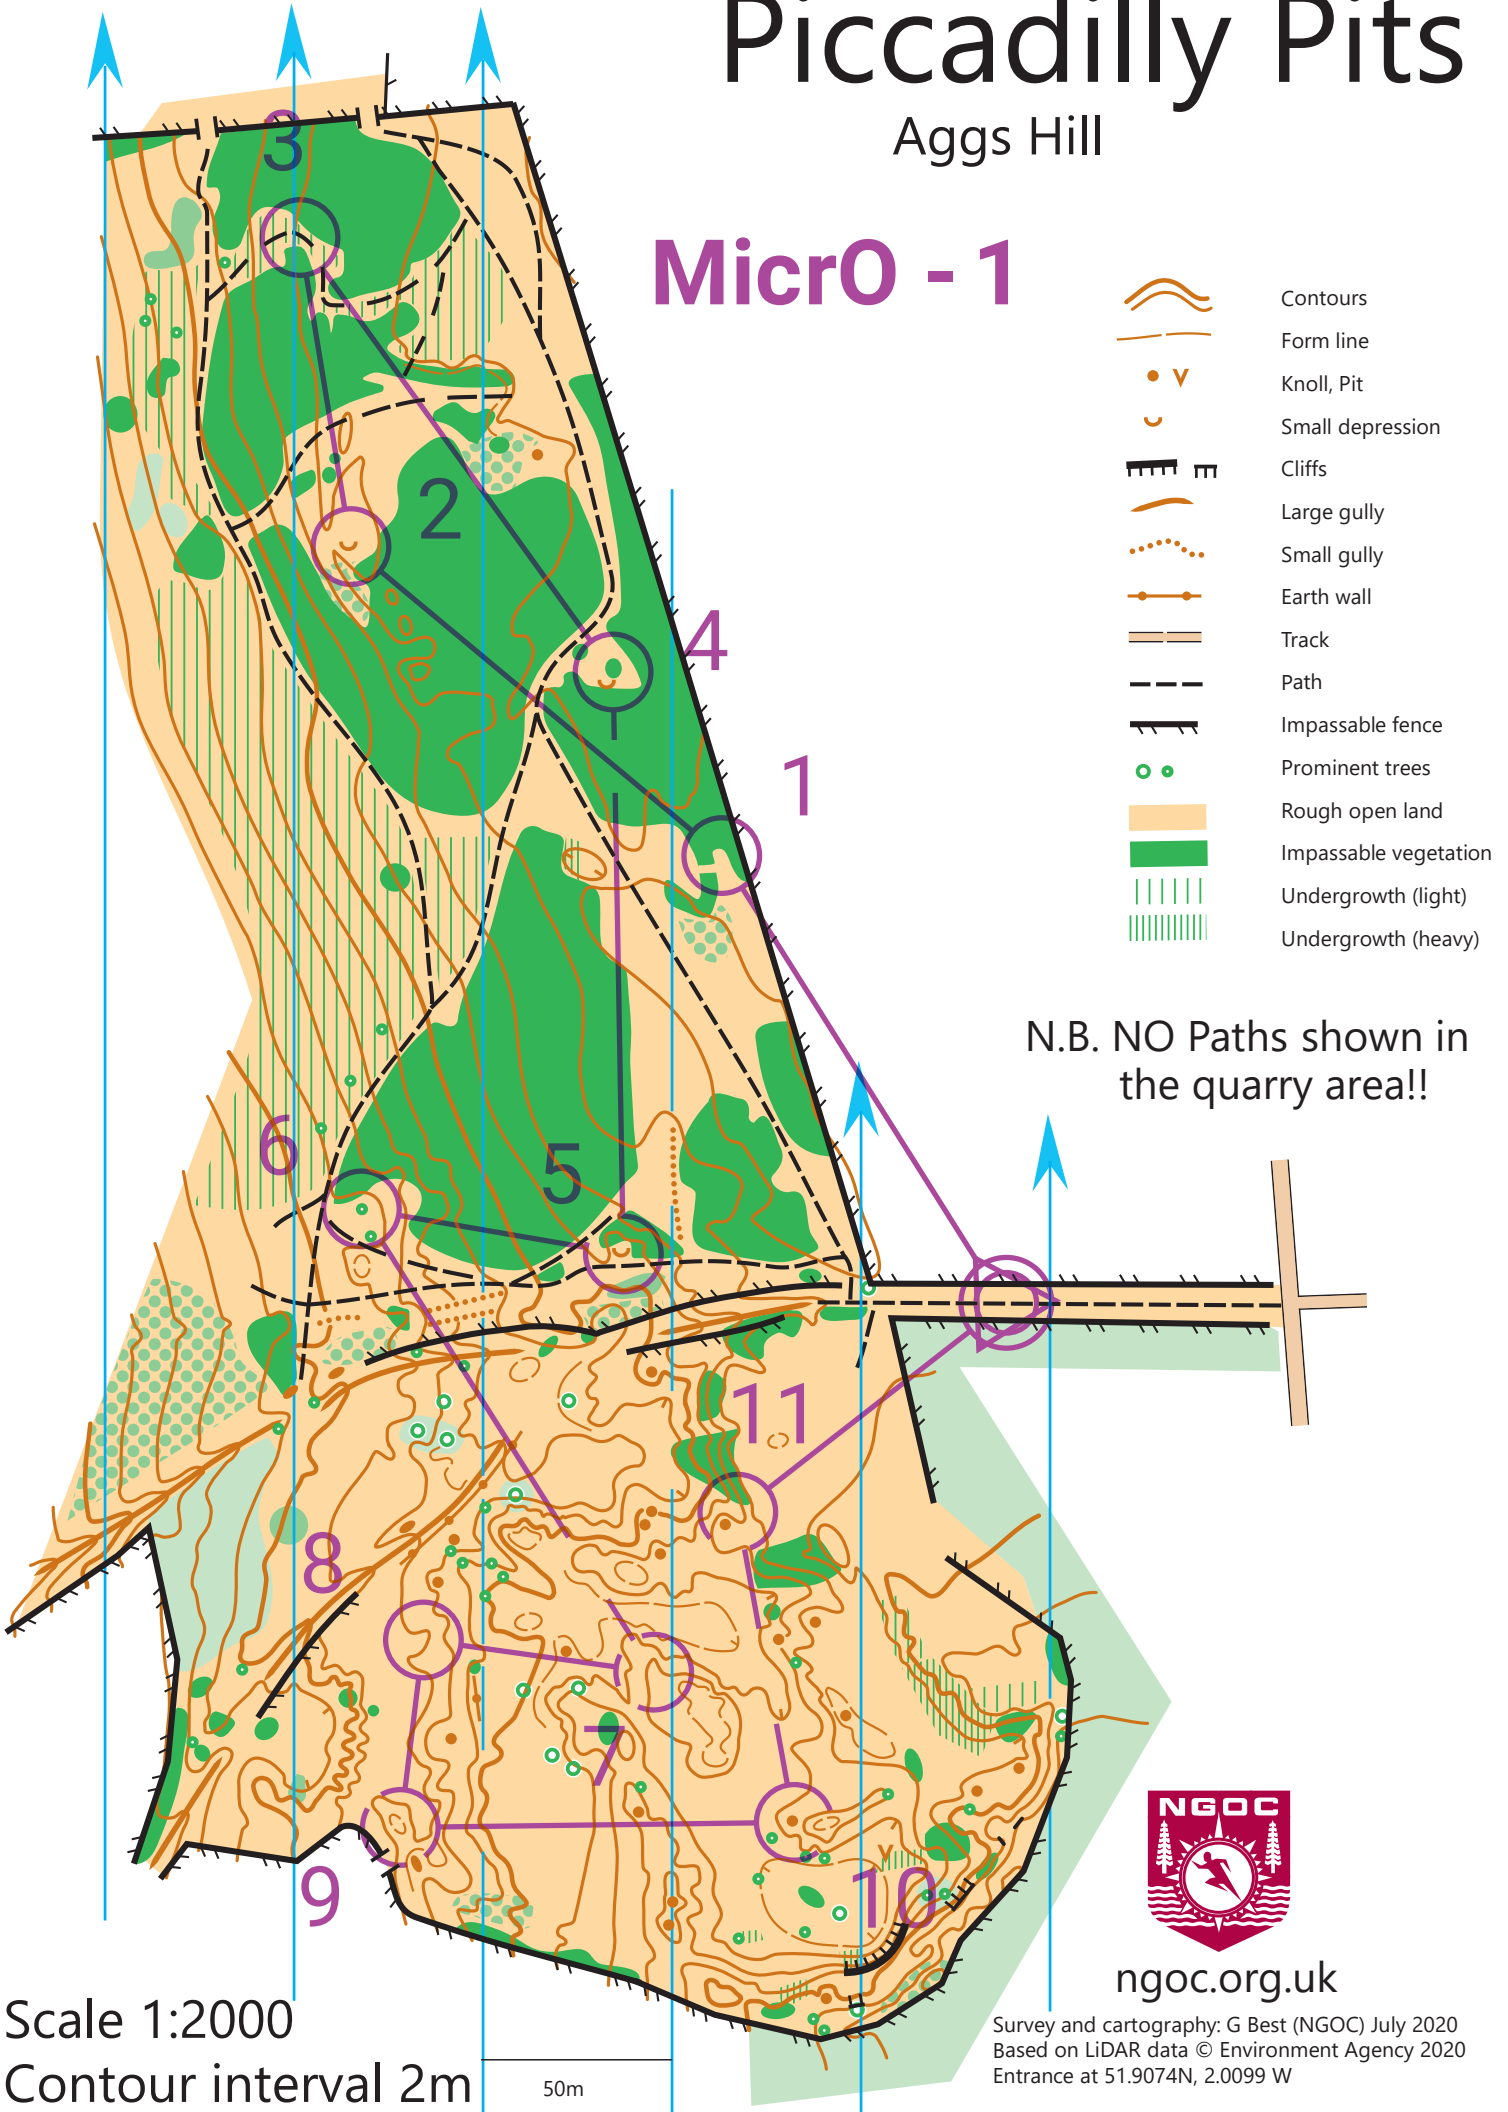 Piccadilly Pits
Aggs Hill
MicrO - 1
3
2
4
1
6
5
11
8
7
9
10
Contours
Form line
Knoll, Pit
Small depression
Cliffs
Large gully
Small gully
Earth wall
Track
Path
Impassable fence
Prominent trees
Rough open land
Impassable vegetation
Undergrowth (light)
Undergrowth (heavy)
N.B. NO Paths shown in
the quarry area!!
NGOC
ngoc.org.uk
Survey and cartography: G Best (NGOC) July 2020
Based on LiDAR data © Environment Agency 2020
Entrance at 51.9074N, 2.0099 W
Scale 1:2000
Contour interval 2m
50m